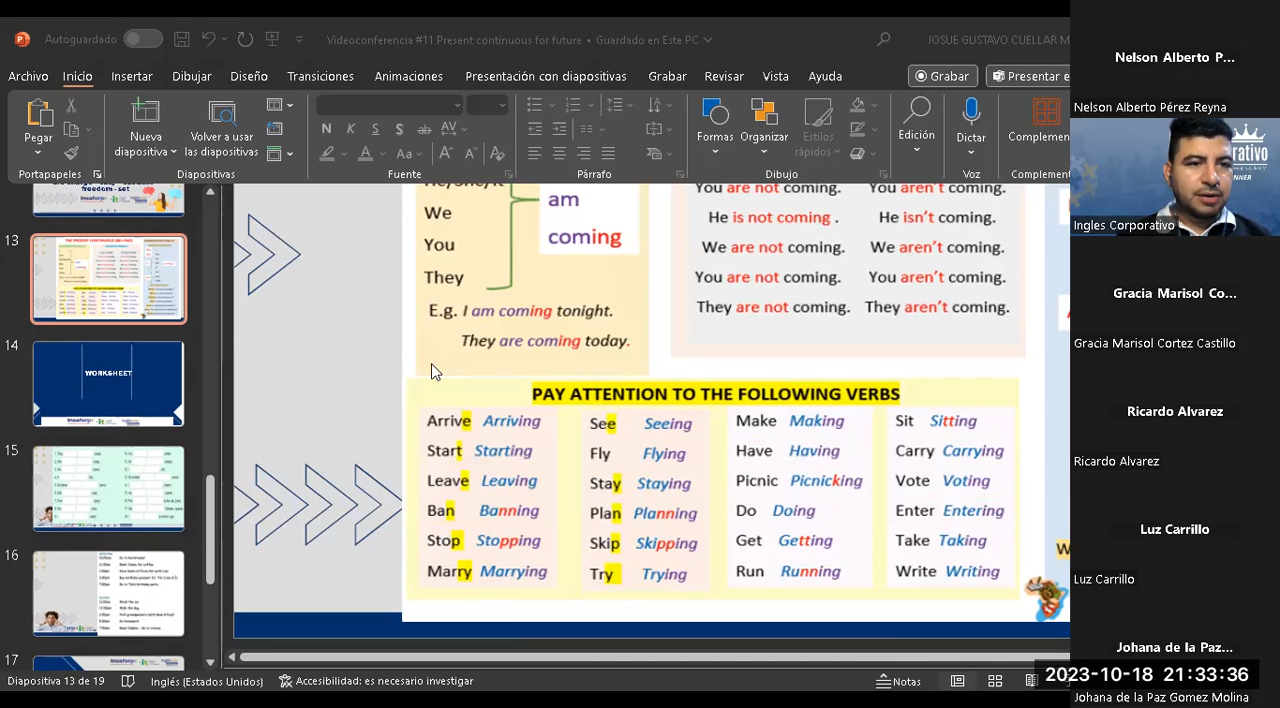 Autoguardado
Videoconferencia #11 Present continuous for future • Guardado en Este PC
JOSUE GUSTAVO CUELLAR M
Archivo Inicio Insertar Dibujar Diseño Transiciones Animaciones Presentación con diapositivas Grabar Revisar Vista Ayuda
Grabar
Presentar e
Pegar
Nueva
diapositiva
Volver a usar
las diapositivas
Formas
Organizar
Estilos
rápidos
Edición
Dictar
Complemen
Portapapeles
Diapositivas
Fuente
Párrafo
Dibujo
Voz
Complement
freedom - set
13
14
WORKSHEET
15
16
17
We
You
They
am
coming
E.g. I am coming tonight.
They are coming today.
You are not coming. You aren't coming.
He is not coming . He isn't coming.
We are not coming. We aren't coming.
You are not coming. You aren't coming.
They are not coming. They aren't coming.
PAY ATTENTION TO THE FOLLOWING VERBS
Arrive Arriving See Seeing Make Making Sit Sitting
Start Starting Fly Flying Have Having Carry Carrying
Leave Leaving Stay Staying Picnic Picnicking Vote Voting
Ban Banning Plan Planning Do Doing Enter Entering
Stop Stopping Skip Skipping Get Getting Take Taking
Marry Marrying Try Trying Run Running Write Writing
Diapositiva 13 de 19
Inglés (Estados Unidos)
Accesibilidad: es necesario investigar
Notas
Nelson Alberto P...
Nelson Alberto Pérez Reyna
Ingles Corporativo
Gracia Marisol Co...
Gracia Marisol Cortez Castillo
Ricardo Alvarez
Ricardo Alvarez
Luz Carrillo
Luz Carrillo
Johana de la Paz...
2023-10-18 21:33:36
Johana de la Paz Gomez Molina